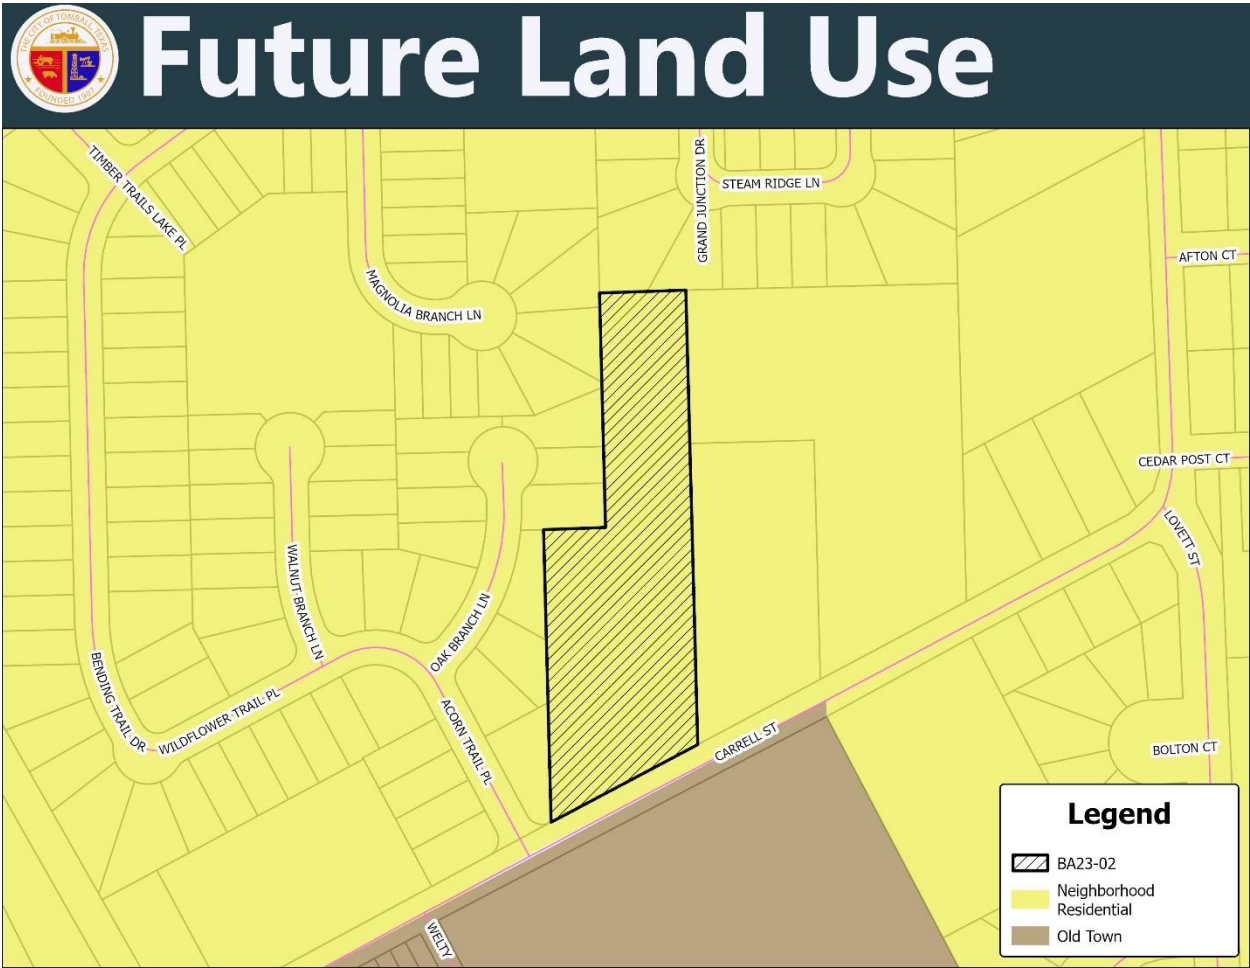 THE CITY OF TOMBALL, TEXAS
FOUNDED 1907
Future Land Use
TIMBER TRAILS LAKE PL
GRAND JUNCTION DR
STEAM RIDGE LN
AFTON CT
MAGNOLIA BRANCH LN
CEDAR POST CT
LOVETT ST
WALNUT BRANCH LN
OAK BRANCH LN
BENDING TRAIL DR
WILDFLOWER TRAIL PL
ACORN TRAIL PL
CARRELL ST
BOLTON CT
WELTY
Legend
BA23-02
Neighborhood
Residential
Old Town